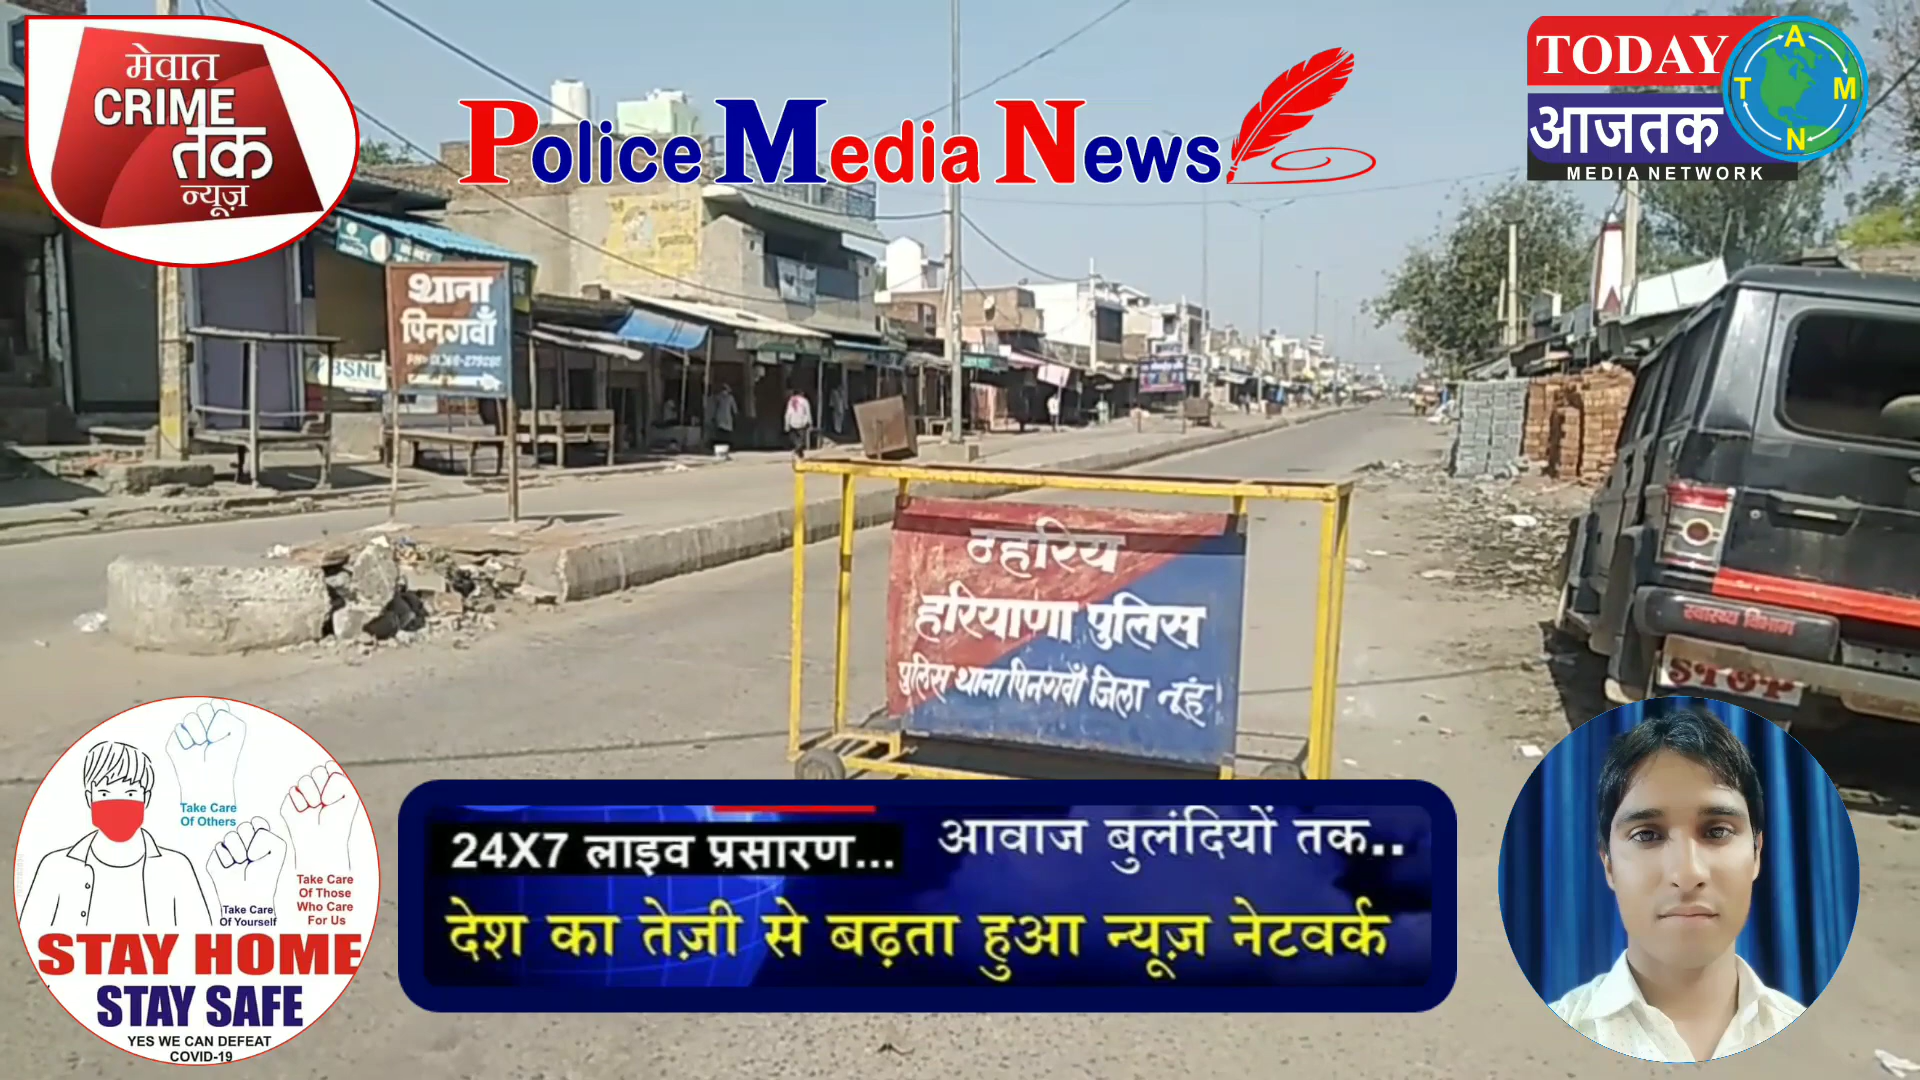 मेवात
CRIME
तक
न्यूज़
Police Media News
TODAY
आजतक
MEDIA NETWORK
A
T
M
N
थाना
पिनगवाँ
BSNL
ठहरिय
हरियाणा पुलिस
पुलिस थाना पिनगवाँ जिला नूंह
स्वास्थ्य विभाग
Take Care
Of Others
Take Care
Of Yourself
Take Care
Of Those
Who Care
For Us
STAY HOME
STAY SAFE
YES WE CAN DEFEAT
COVID-19
24X7 लाइव प्रसारण...
आवाज बुलंदियों तक..
देश का तेज़ी से बढ़ता हुआ न्यूज़ नेटवर्क